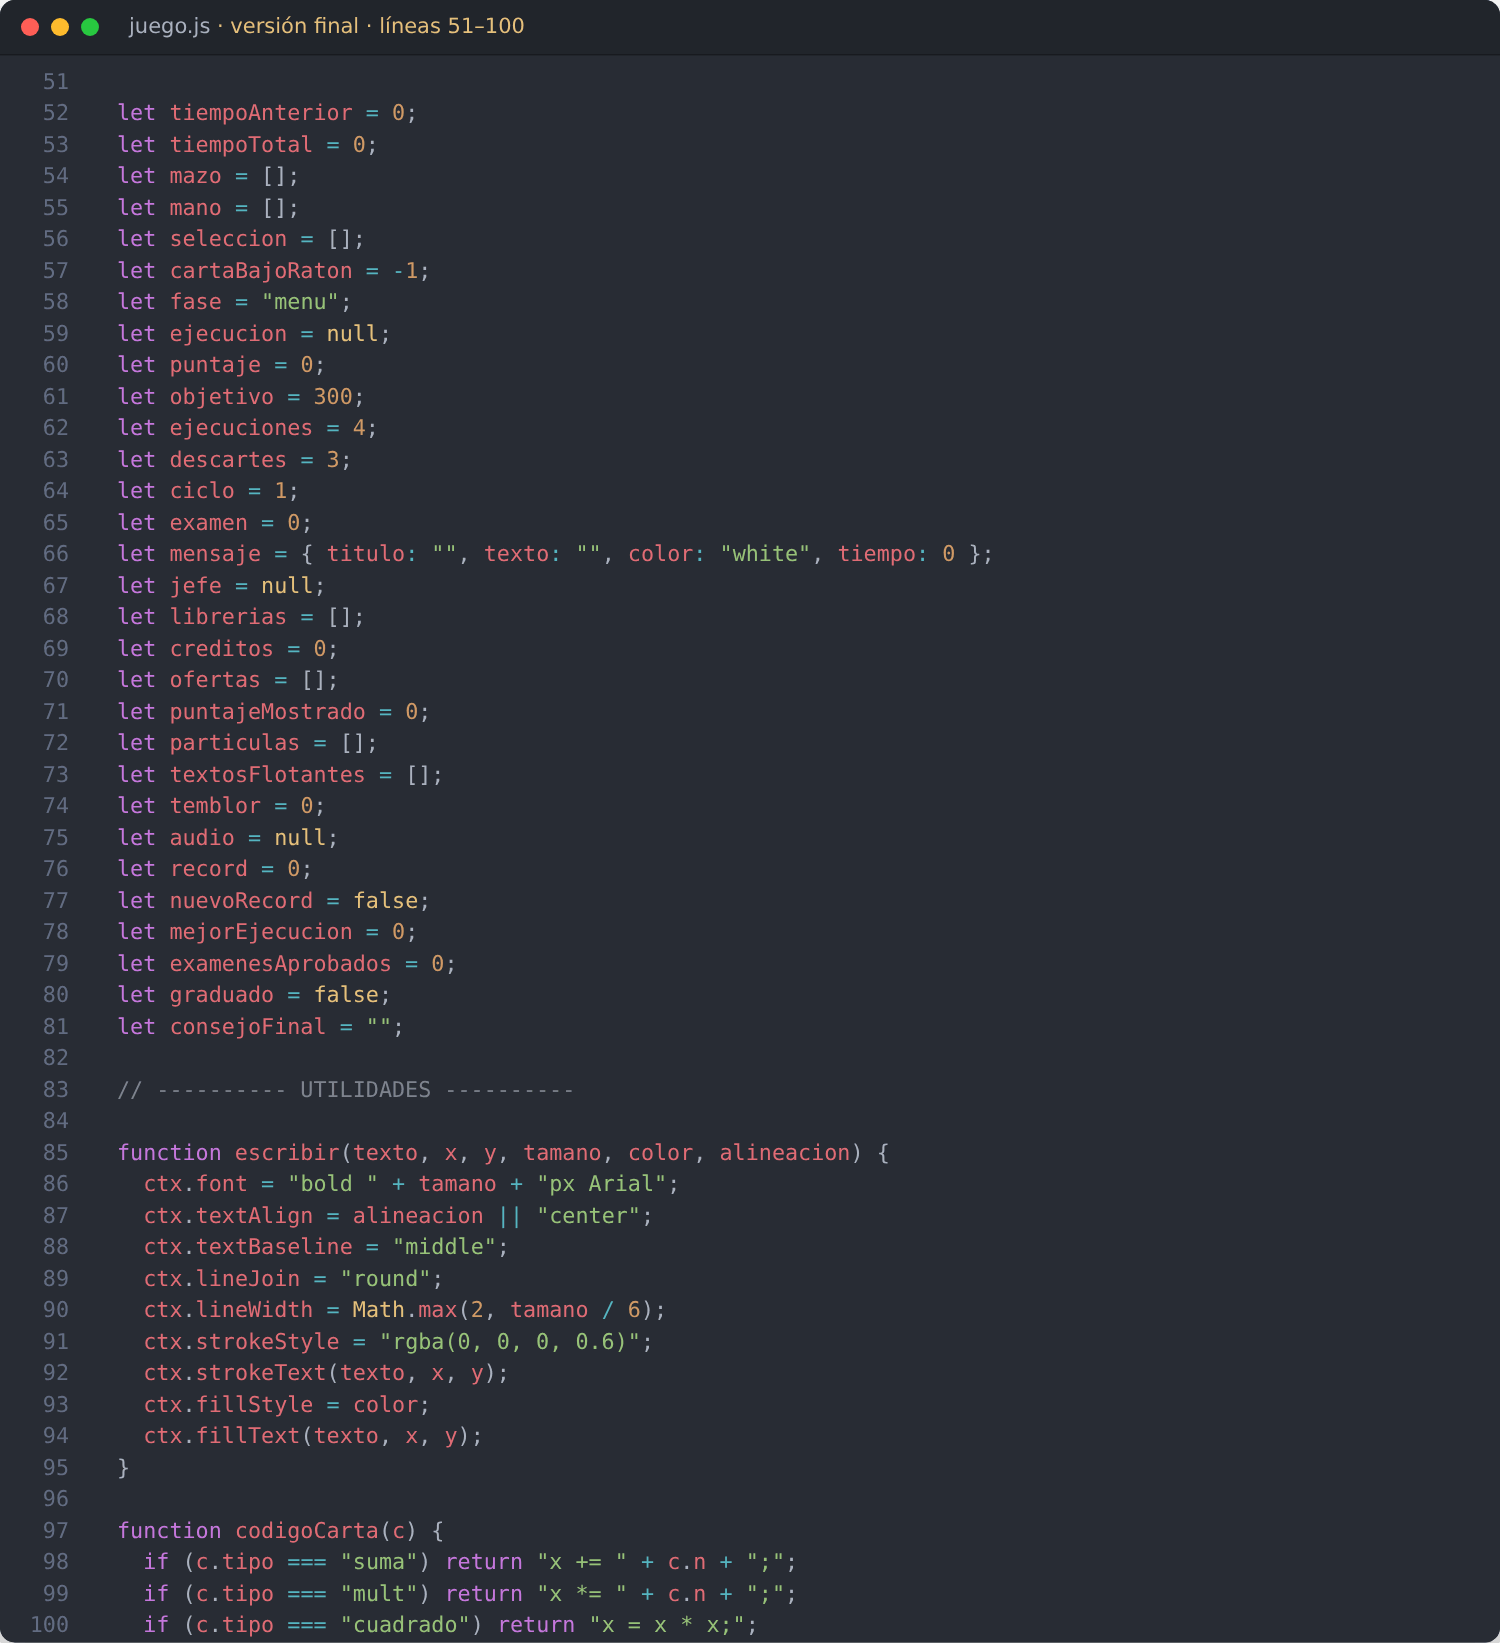 juego.js · versión final · líneas 51–100
51
52 let tiempoAnterior = 0;
53 let tiempoTotal = 0;
54 let mazo = [];
55 let mano = [];
56 let seleccion = [];
57 let cartaBajoRaton = -1;
58 let fase = "menu";
59 let ejecucion = null;
60 let puntaje = 0;
61 let objetivo = 300;
62 let ejecuciones = 4;
63 let descartes = 3;
64 let ciclo = 1;
65 let examen = 0;
66 let mensaje = { titulo: "", texto: "", color: "white", tiempo: 0 };
67 let jefe = null;
68 let librerias = [];
69 let creditos = 0;
70 let ofertas = [];
71 let puntajeMostrado = 0;
72 let particulas = [];
73 let textosFlotantes = [];
74 let temblor = 0;
75 let audio = null;
76 let record = 0;
77 let nuevoRecord = false;
78 let mejorEjecucion = 0;
79 let examenesAprobados = 0;
80 let graduado = false;
81 let consejoFinal = "";
82
83 // ---------- UTILIDADES ----------
84
85 function escribir(texto, x, y, tamano, color, alineacion) {
86   ctx.font = "bold " + tamano + "px Arial";
87   ctx.textAlign = alineacion || "center";
88   ctx.textBaseline = "middle";
89   ctx.lineJoin = "round";
90   ctx.lineWidth = Math.max(2, tamano / 6);
91   ctx.strokeStyle = "rgba(0, 0, 0, 0.6)";
92   ctx.strokeText(texto, x, y);
93   ctx.fillStyle = color;
94   ctx.fillText(texto, x, y);
95 }
96
97 function codigoCarta(c) {
98   if (c.tipo === "suma") return "x += " + c.n + ";";
99   if (c.tipo === "mult") return "x *= " + c.n + ";";
100   if (c.tipo === "cuadrado") return "x = x * x;";